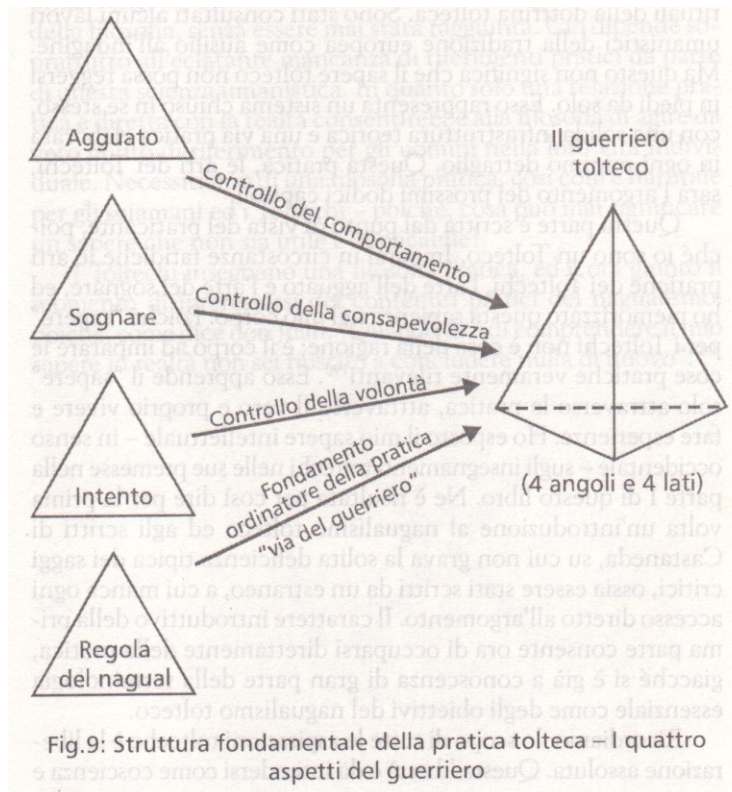 Agguato
Il guerriero
tolteco
Controllo del comportamento
Sognare
Controllo della consapevolezza
Controllo della volontà
Intento
Fondamento
ordinatore della pratica
“via del guerriero”
(4 angoli e 4 lati)
Regola
del nagual
Fig.9: Struttura fondamentale della pratica tolteca ai quattro
aspetti del guerriero